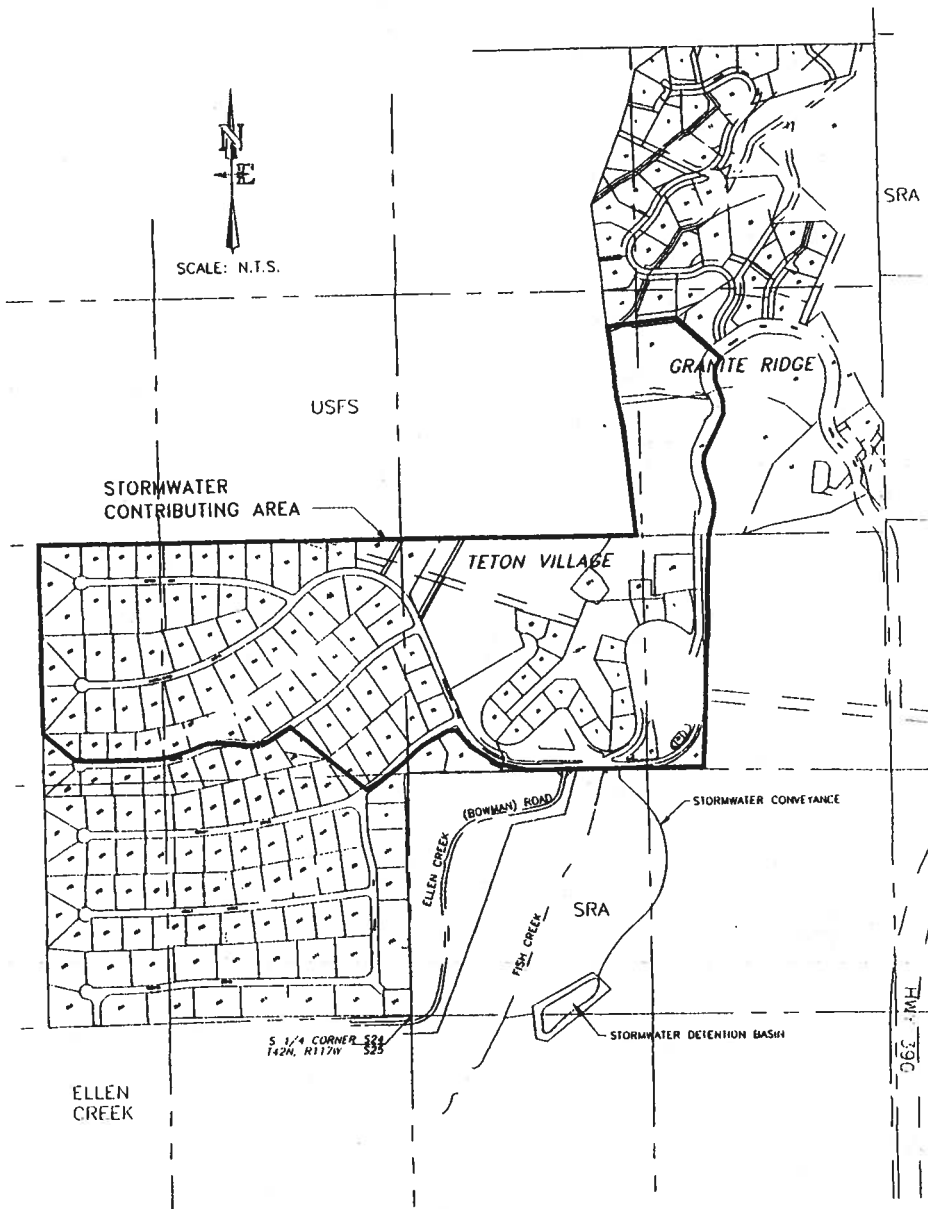 N
E
SCALE: N.T.S.
SRA
GRANITE RIDGE
USFS
STORMWATER
CONTRIBUTING AREA
TETON VILLAGE
(BOWMAN) ROAD
STORMWATER CONVEYANCE
ELLEN CREEK
SRA
FISH CREEK
S 1/4 CORNER S24
T42N, R117W S25
STORMWATER DETENTION BASIN
HWY 390
ELLEN
CREEK